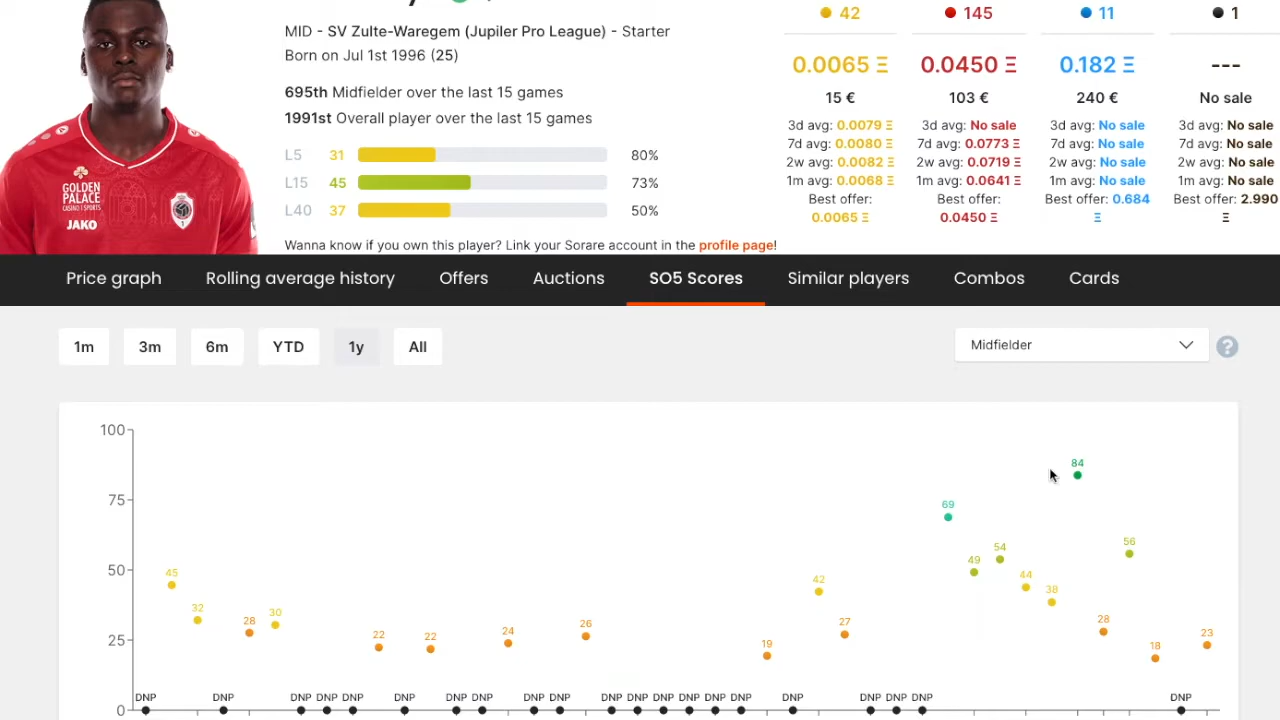 MID - SV Zulte-Waregem (Jupiler Pro League) - Starter
Born on Jul 1st 1996 (25)
695th Midfielder over the last 15 games
1991st Overall player over the last 15 games
L5 31 80%
L15 45 73%
L40 37 50%
Wanna know if you own this player? Link your Sorare account in the profile page!
GOLDEN
PALACE
CASINO & SPORTS
JAKO
42 145 11 1
0.0065 Ξ 0.0450 Ξ 0.182 Ξ ---
15 € 103 € 240 € No sale
3d avg: 0.0079 Ξ 3d avg: No sale 3d avg: No sale 3d avg: No sale
7d avg: 0.0080 Ξ 7d avg: 0.0773 Ξ 7d avg: No sale 7d avg: No sale
2w avg: 0.0082 Ξ 2w avg: 0.0719 Ξ 2w avg: No sale 2w avg: No sale
1m avg: 0.0068 Ξ 1m avg: 0.0641 Ξ 1m avg: No sale 1m avg: No sale
Best offer: Best offer: Best offer: 0.684 Best offer: 2.990
0.0065 Ξ 0.0450 Ξ Ξ Ξ
Price graph Rolling average history Offers Auctions SO5 Scores Similar players Combos Cards
1m 3m 6m YTD 1y All Midfielder ?
100
84
75
69
56
54
50 49
45 44
42
38
32
30
28 28
27
26
25 24
23
22 22
19
18
DNP DNP DNP DNP DNP DNP DNP DNP DNP DNP DNP DNP DNP DNP DNP DNP DNP DNP DNP DNP DNP
0